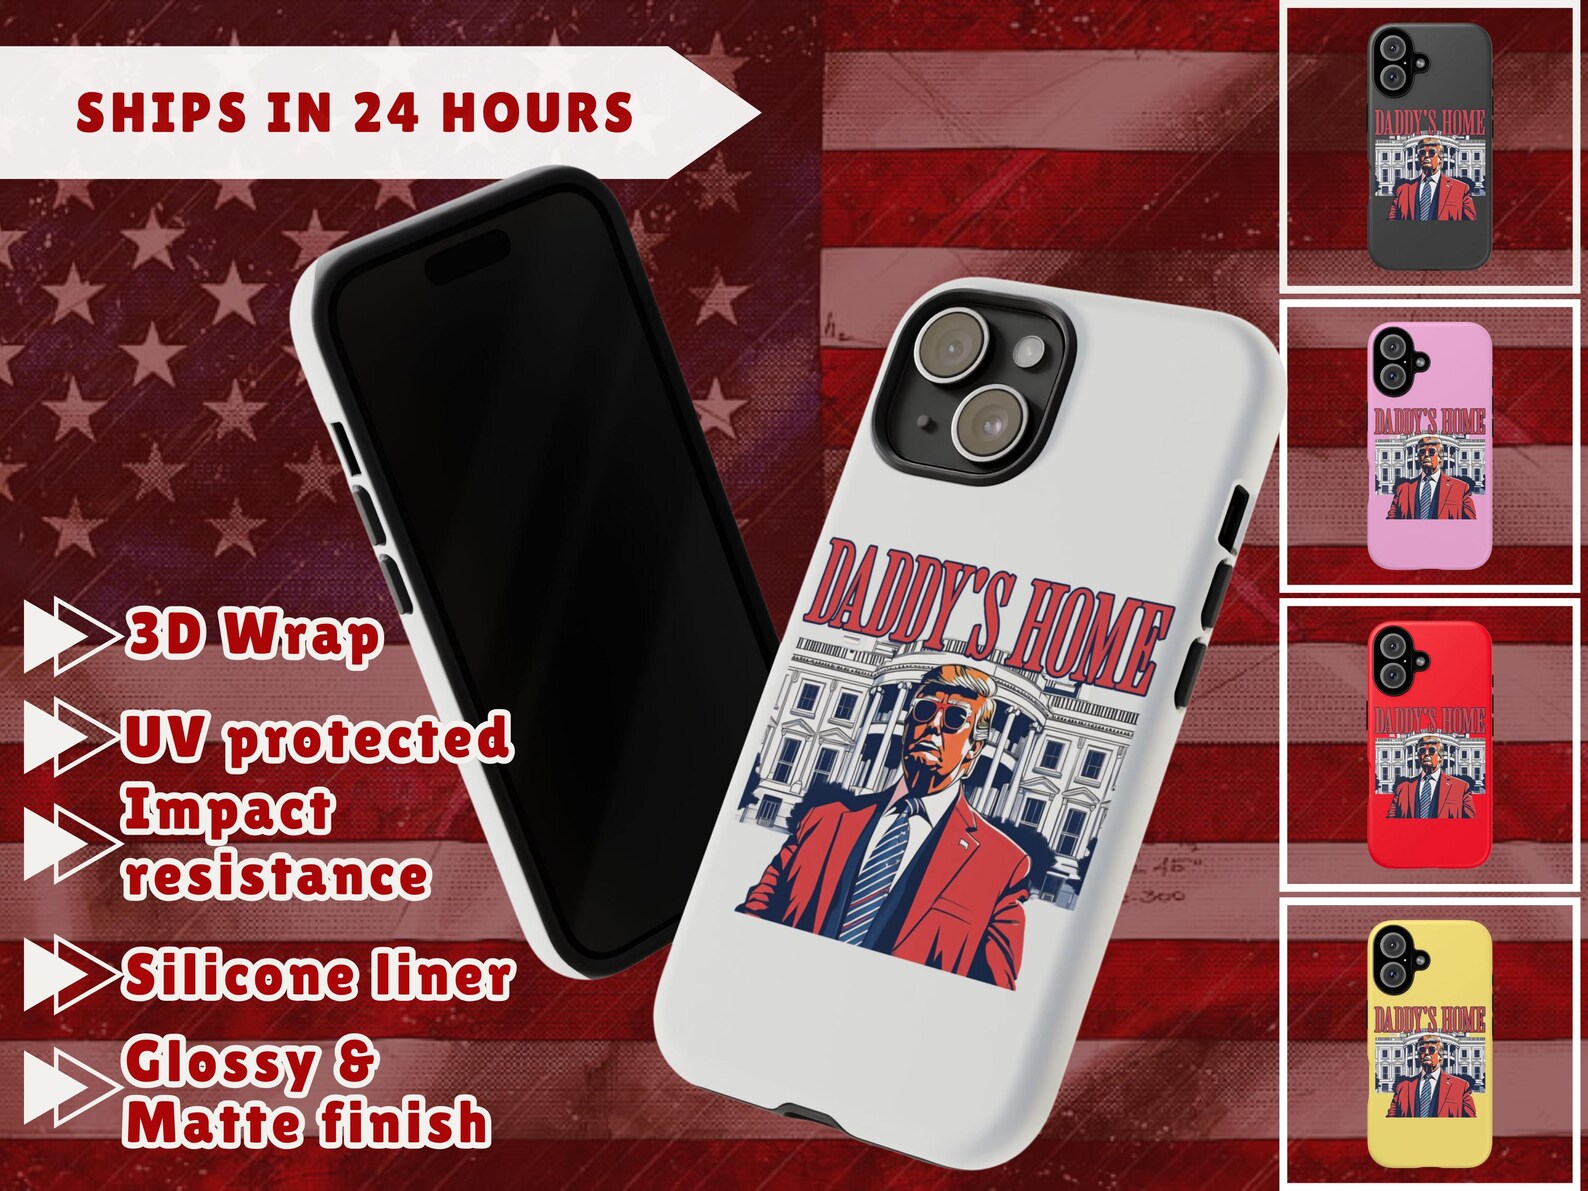 SHIPS IN 24 HOURS
3D Wrap
UV protected
Impact
resistance
Silicone liner
Glossy &
Matte finish
DADDY'S HOME
DADDY'S HOME
DADDY'S HOME
DADDY'S HOME
DADDY'S HOME